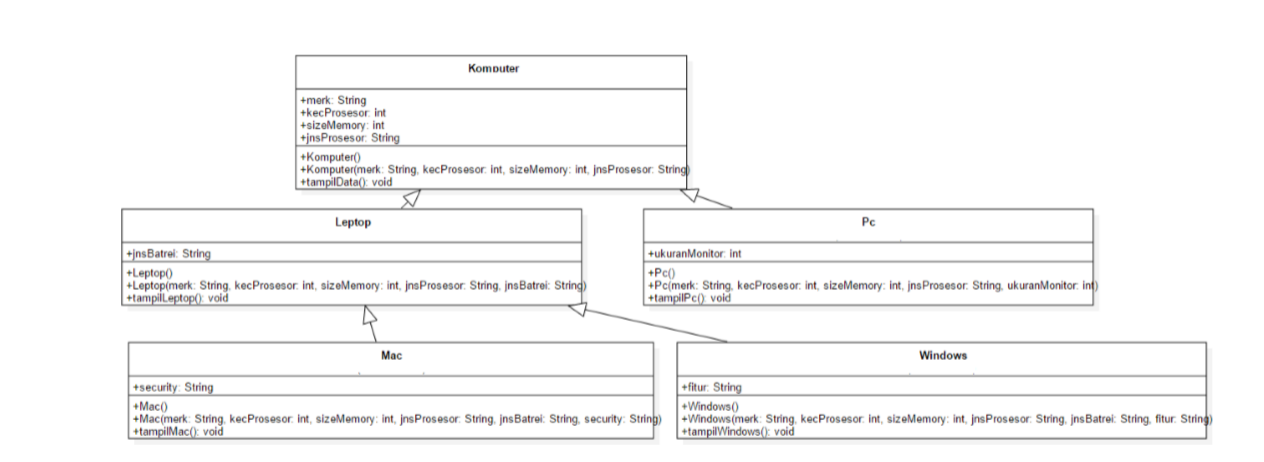 Komputer
+merk: String
+kecProsesor: int
+sizeMemory: int
+jnsProsesor: String
+Komputer()
+Komputer(merk: String, kecProsesor: int, sizeMemory: int, jnsProsesor: String)
+tampilData(): void
Leptop
+jnsBatrei: String
+Leptop()
+Leptop(merk: String, kecProsesor: int, sizeMemory: int, jnsProsesor: String, jnsBatrei: String)
+tampilLeptop(): void
Pc
+ukuranMonitor: int
+Pc()
+Pc(merk: String, kecProsesor: int, sizeMemory: int, jnsProsesor: String, ukuranMonitor: int)
+tampilPc(): void
Mac
+security: String
+Mac()
+Mac(merk: String, kecProsesor: int, sizeMemory: int, jnsProsesor: String, jnsBatrei: String, security: String)
+tampilMac(): void
Windows
+fitur: String
+Windows()
+Windows(merk: String, kecProsesor: int, sizeMemory: int, jnsProsesor: String, jnsBatrei: String, fitur: String)
+tampilWindows(): void